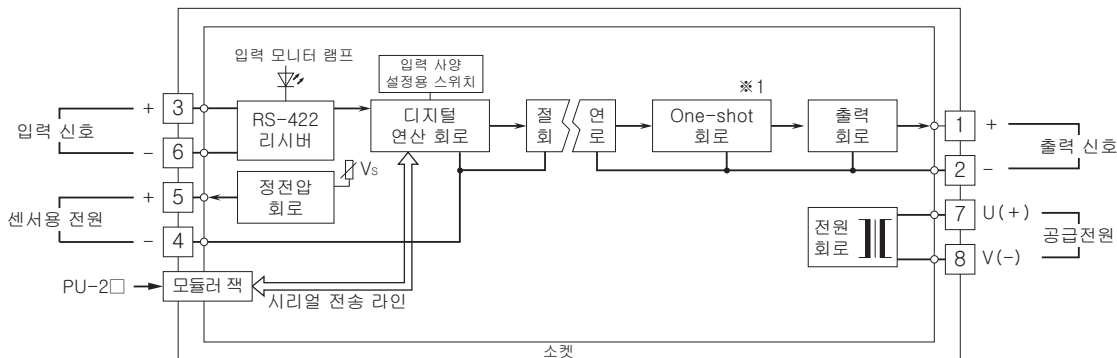 입력 모니터 램프
입력 사양
설정용 스위치
※1
입력 신호
+ 3
- 6
RS-422
리시버
디지털
연산 회로
절 연
회 로
One-shot
회로
출력
회로
1 +
2 -
출력 신호
센서용 전원
+ 5
- 4
정전압
회로
Vs
전원
회로
7 U(+)
8 V(-)
공급전원
PU-2□
모듈러 잭
시리얼 전송 라인
소켓